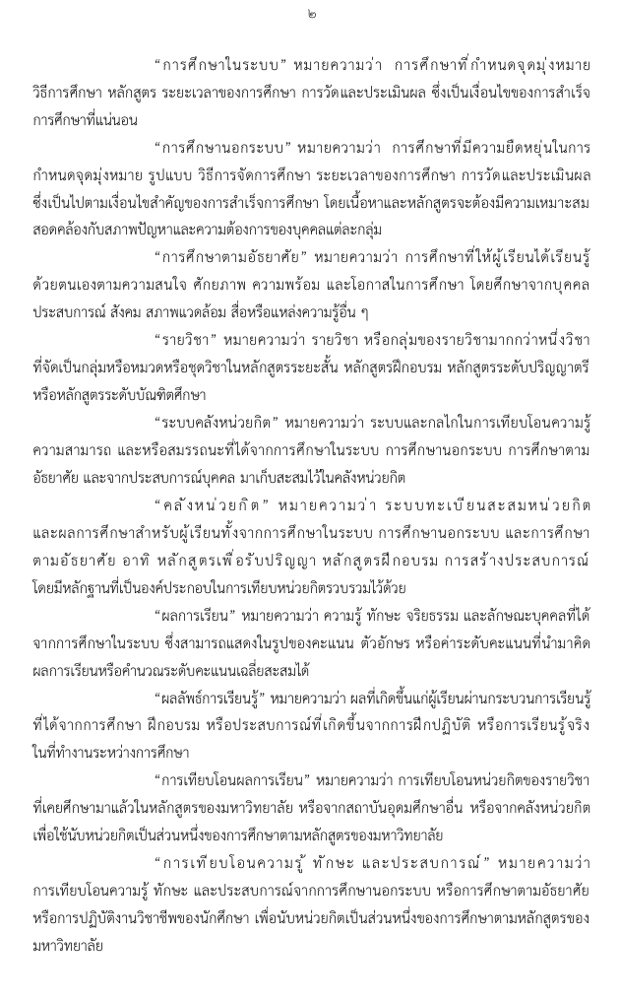 ๒
“การศึกษาในระบบ” หมายความว่า การศึกษาที่กำหนดจุดมุ่งหมาย
วิธีการศึกษา หลักสูตร ระยะเวลาของการศึกษา การวัดและประเมินผล ซึ่งเป็นเงื่อนไขของการสำเร็จ
การศึกษาที่แน่นอน
“การศึกษานอกระบบ” หมายความว่า การศึกษาที่มีความยืดหยุ่นในการ
กำหนดจุดมุ่งหมาย รูปแบบ วิธีการจัดการศึกษา ระยะเวลาของการศึกษา การวัดและประเมินผล
ซึ่งเป็นไปตามเงื่อนไขสำคัญของการสำเร็จการศึกษา โดยเนื้อหาและหลักสูตรจะต้องมีความเหมาะสม
สอดคล้องกับสภาพปัญหาและความต้องการของบุคคลแต่ละกลุ่ม
“การศึกษาตามอัธยาศัย” หมายความว่า การศึกษาที่ให้ผู้เรียนได้เรียนรู้
ด้วยตนเองตามความสนใจ ศักยภาพ ความพร้อม และโอกาสในการศึกษา โดยศึกษาจากบุคคล
ประสบการณ์ สังคม สภาพแวดล้อม สื่อหรือแหล่งความรู้อื่น ๆ
“รายวิชา” หมายความว่า รายวิชา หรือกลุ่มของรายวิชามากกว่าหนึ่งวิชา
ที่จัดเป็นกลุ่มหรือหมวดหรือชุดวิชาในหลักสูตรระยะสั้น หลักสูตรฝึกอบรม หลักสูตรระดับปริญญาตรี
หรือหลักสูตรระดับบัณฑิตศึกษา
“ระบบคลังหน่วยกิต” หมายความว่า ระบบและกลไกในการเทียบโอนความรู้
ความสามารถ และหรือสมรรถนะที่ได้จากการศึกษาในระบบ การศึกษานอกระบบ การศึกษาตาม
อัธยาศัย และจากประสบการณ์บุคคล มาเก็บสะสมไว้ในคลังหน่วยกิต
“คลังหน่วยกิต” หมายความว่า ระบบทะเบียนสะสมหน่วยกิต
และผลการศึกษาสำหรับผู้เรียนทั้งจากการศึกษาในระบบ การศึกษานอกระบบ และการศึกษา
ตามอัธยาศัย อาทิ หลักสูตรเพื่อรับปริญญา หลักสูตรฝึกอบรม การสร้างประสบการณ์
โดยมีหลักฐานที่เป็นองค์ประกอบในการเทียบหน่วยกิตรวบรวมไว้ด้วย
“ผลการเรียน” หมายความว่า ความรู้ ทักษะ จริยธรรม และลักษณะบุคคลที่ได้
จากการศึกษาในระบบ ซึ่งสามารถแสดงในรูปของคะแนน ตัวอักษร หรือค่าระดับคะแนนที่นำมาคิด
ผลการเรียนหรือคำนวณระดับคะแนนเฉลี่ยสะสมได้
“ผลลัพธ์การเรียนรู้” หมายความว่า ผลที่เกิดขึ้นแก่ผู้เรียนผ่านกระบวนการเรียนรู้
ที่ได้จากการศึกษา ฝึกอบรม หรือประสบการณ์ที่เกิดขึ้นจากการฝึกปฏิบัติ หรือการเรียนรู้จริง
ในที่ทำงานระหว่างการศึกษา
“การเทียบโอนผลการเรียน” หมายความว่า การเทียบโอนหน่วยกิตของรายวิชา
ที่เคยศึกษามาแล้วในหลักสูตรของมหาวิทยาลัย หรือจากสถาบันอุดมศึกษาอื่น หรือจากคลังหน่วยกิต
เพื่อใช้นับหน่วยกิตเป็นส่วนหนึ่งของการศึกษาตามหลักสูตรของมหาวิทยาลัย
“การเทียบโอนความรู้ ทักษะ และประสบการณ์” หมายความว่า
การเทียบโอนความรู้ ทักษะ และประสบการณ์จากการศึกษานอกระบบ หรือการศึกษาตามอัธยาศัย
หรือการปฏิบัติงานวิชาชีพของนักศึกษา เพื่อนับหน่วยกิตเป็นส่วนหนึ่งของการศึกษาตามหลักสูตรของ
มหาวิทยาลัย